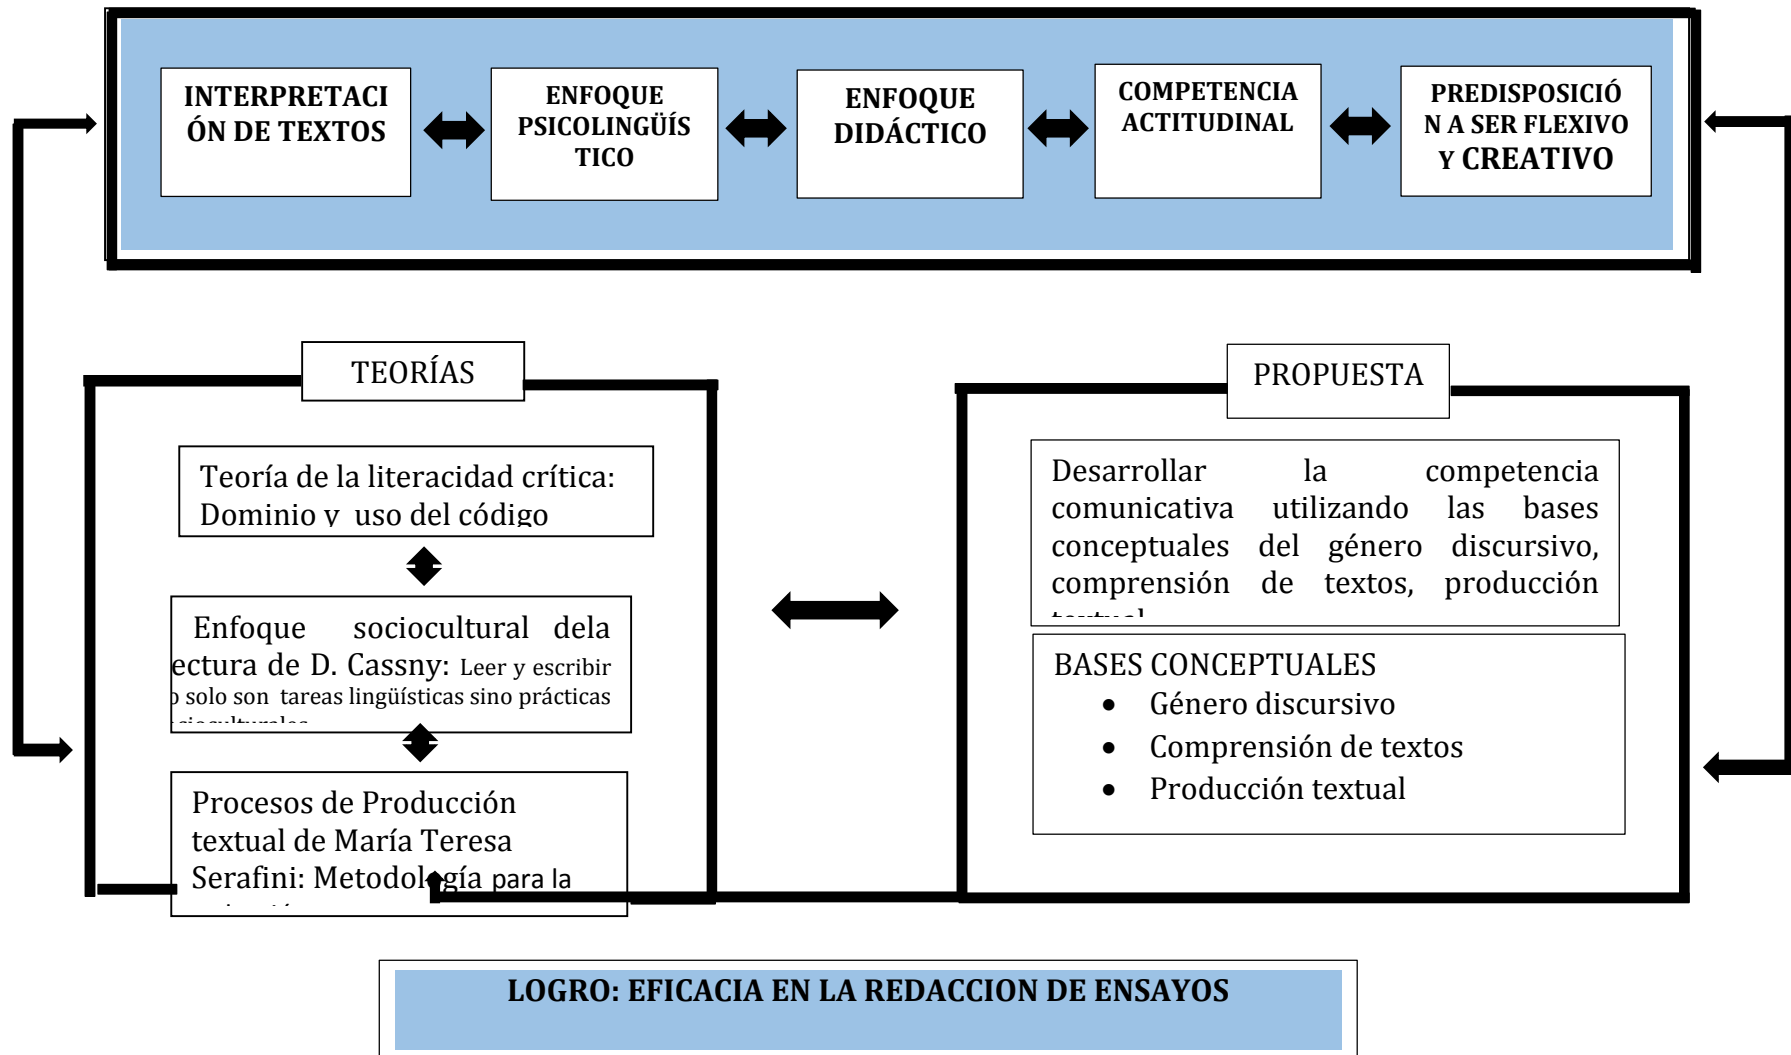 INTERPRETACI
ÓN DE TEXTOS
ENFOQUE
PSICOLINGÜÍS
TICO
ENFOQUE
DIDÁCTICO
COMPETENCIA
ACTITUDINAL
PREDISPOSICIÓ
N A SER FLEXIVO
Y CREATIVO
TEORÍAS
Teoría de la literacidad crítica:
Dominio y uso del código
Enfoque sociocultural dela
ectura de D. Cassny: Leer y escribir
o solo son tareas lingüísticas sino prácticas
Procesos de Producción
textual de María Teresa
Serafini: Metodología para la
PROPUESTA
Desarrollar la competencia
comunicativa utilizando las bases
conceptuales del género discursivo,
comprensión de textos, producción
BASES CONCEPTUALES
• Género discursivo
• Comprensión de textos
• Producción textual
LOGRO: EFICACIA EN LA REDACCION DE ENSAYOS